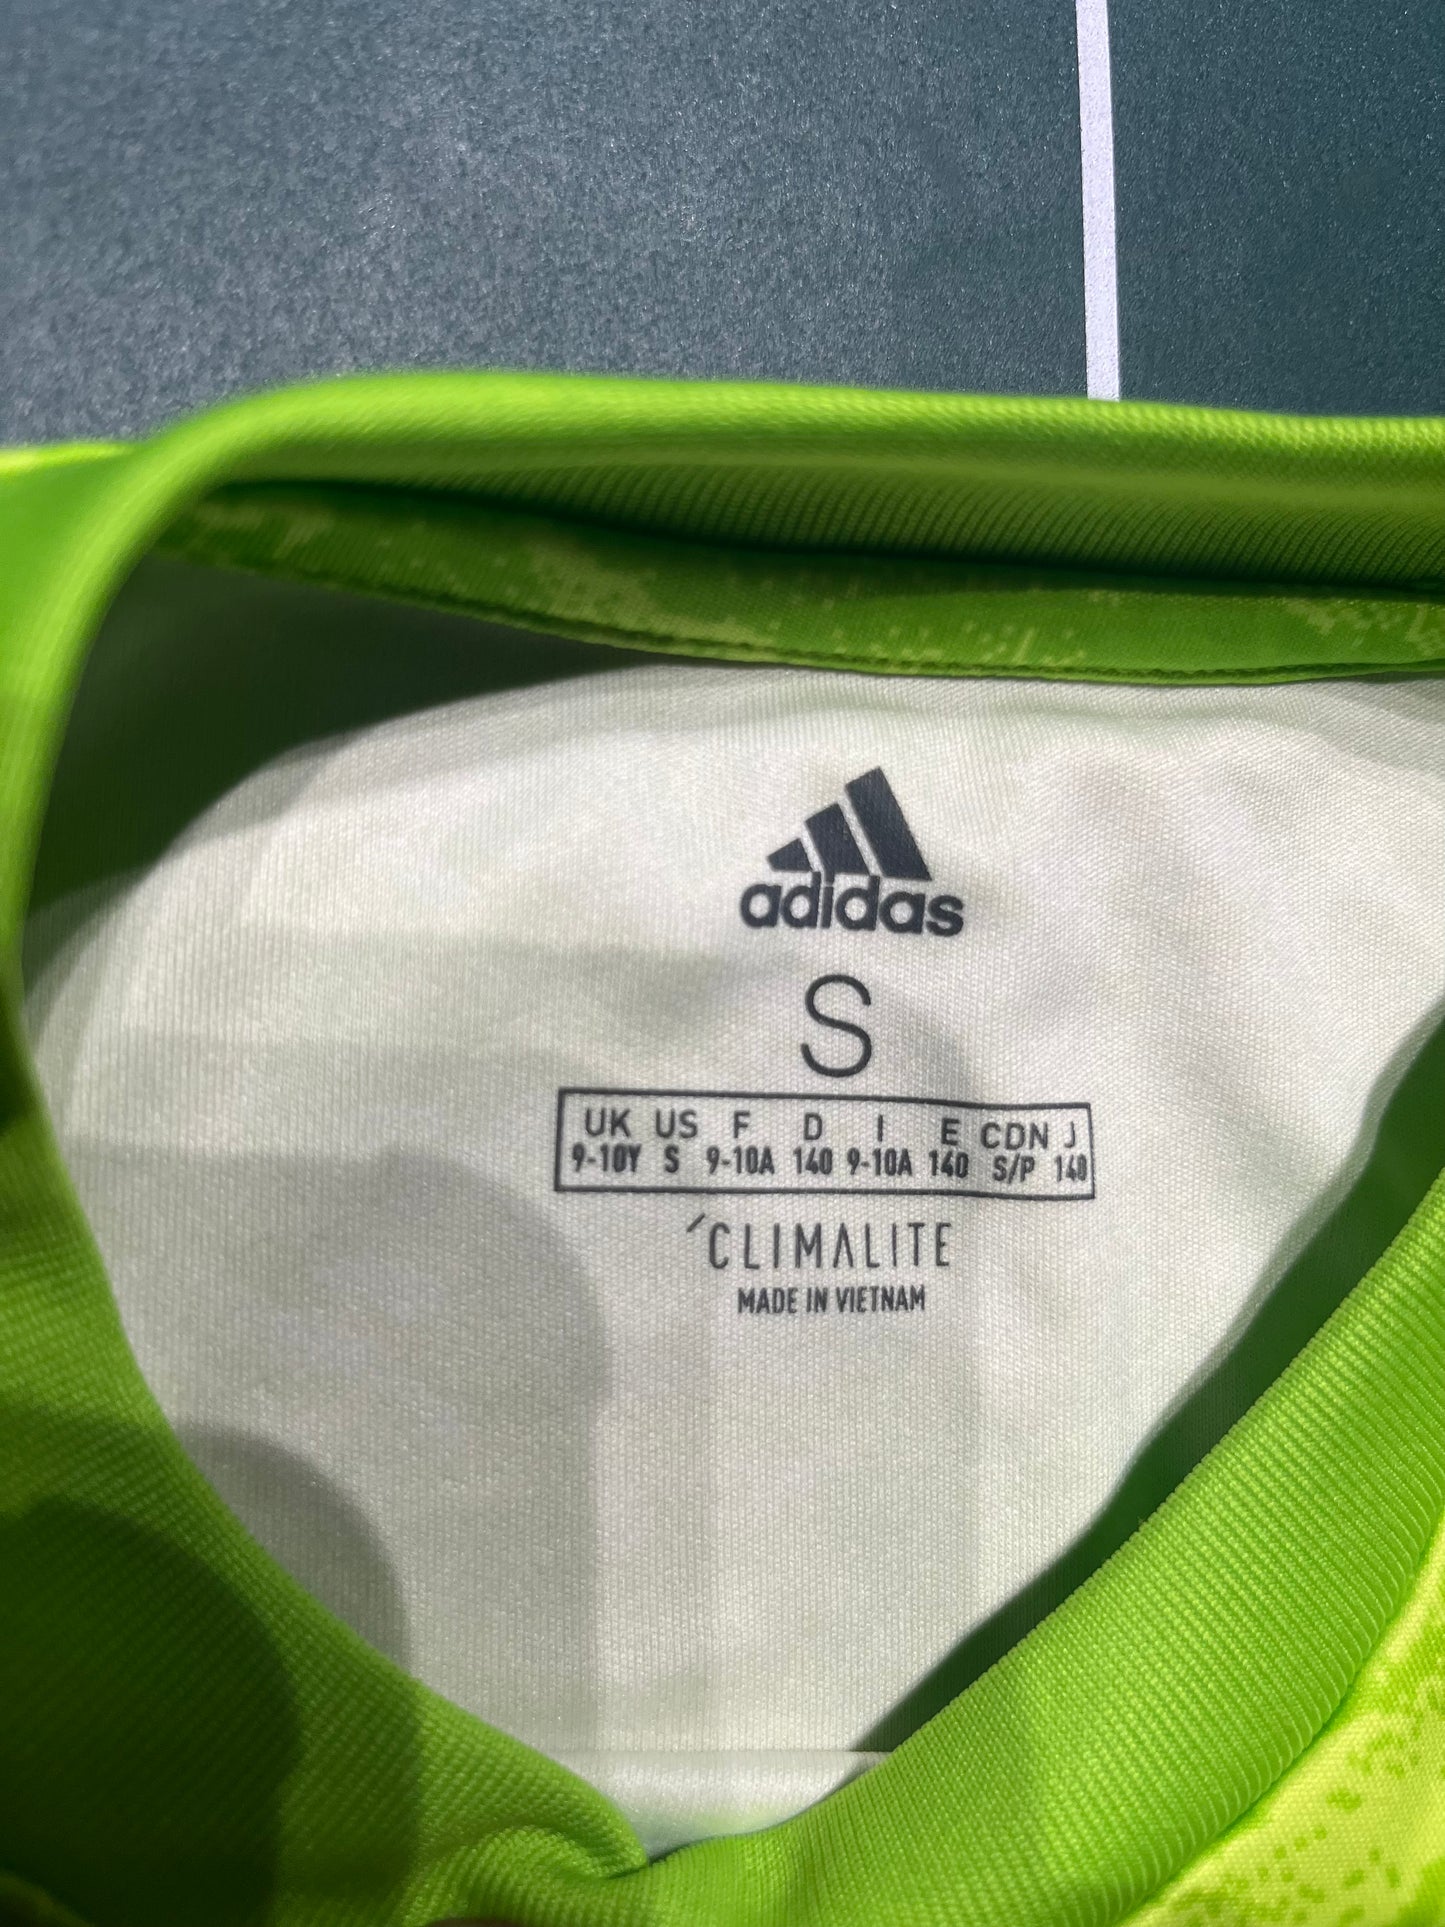 adidas
S
UK US F D I E CDN J
9-10Y S 9-10A 140 9-10A 140 S/P 140
´CLIMALITE
MADE IN VIETNAM